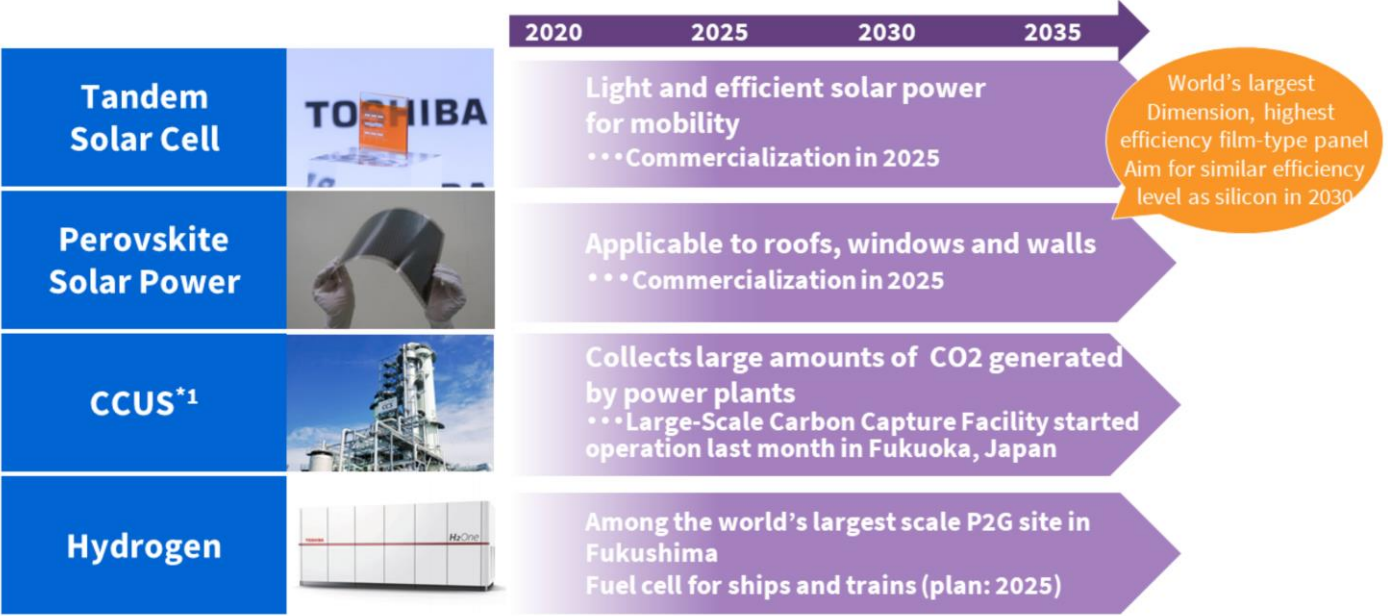 2020 2025 2030 2035
Tandem
Solar Cell
TOSHIBA
Light and efficient solar power
for mobility
･･･Commercialization in 2025
World’s largest
Dimension, highest
efficiency film-type panel
Aim for similar efficiency
level as silicon in 2030
Perovskite
Solar Power
Applicable to roofs, windows and walls
･･･Commercialization in 2025
CCUS*1
Collects large amounts of CO2 generated
by power plants
･･･Large-Scale Carbon Capture Facility started
operation last month in Fukuoka, Japan
Hydrogen
TOSHIBA
H2One
Among the world’s largest scale P2G site in
Fukushima
Fuel cell for ships and trains (plan: 2025)